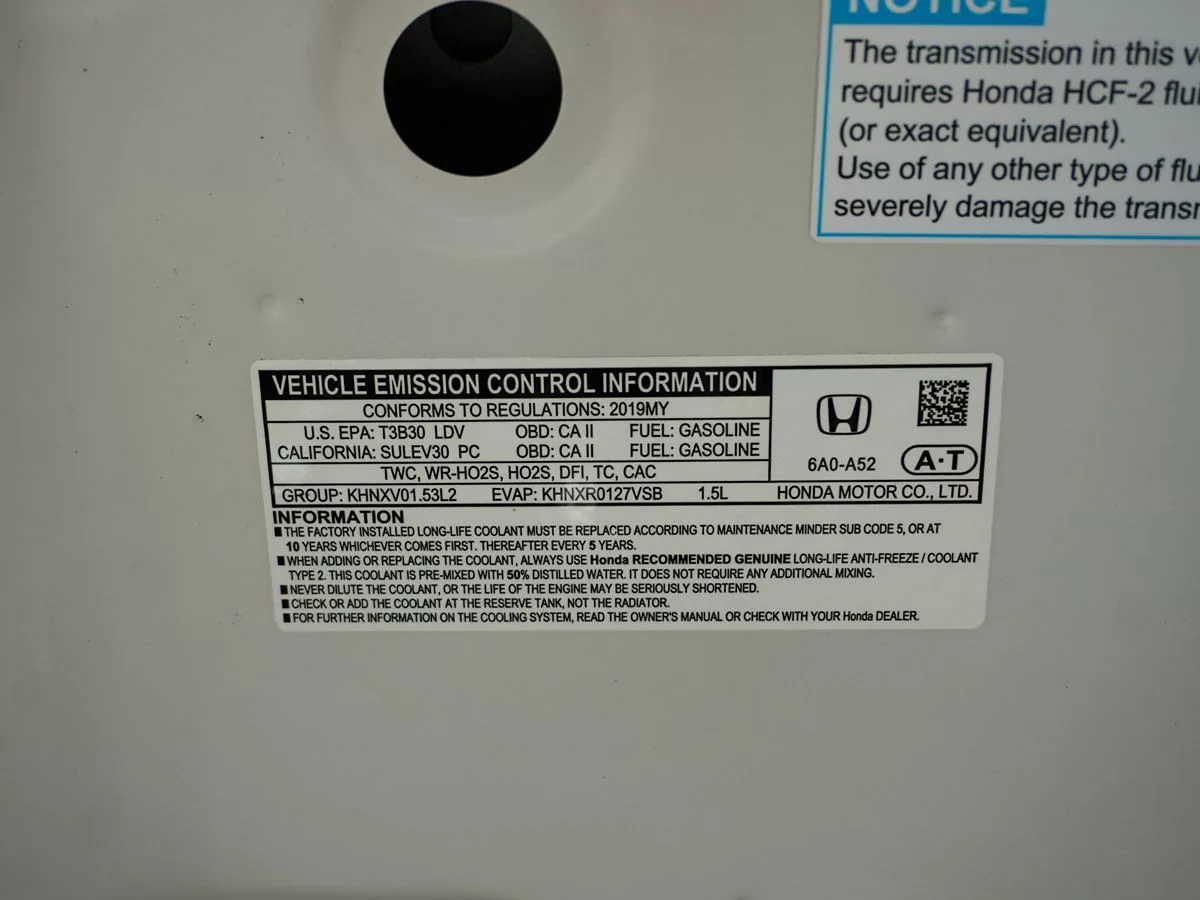 NOTICE
The transmission in this
requires Honda HCF-2
(or exact equivalent).
Use of any other type of
severely damage the
VEHICLE EMISSION CONTROL INFORMATION
CONFORMS TO REGULATIONS: 2019MY
U.S. EPA: T3B30 LDV OBD: CA II FUEL: GASOLINE
CALIFORNIA: SULEV30 PC OBD: CA II FUEL: GASOLINE
TWC, WR-HO2S, HO2S, DFI, TC, CAC
6A0-A52 A·T
GROUP: KHNXV01.53L2 EVAP: KHNXR0127VSB 1.5L HONDA MOTOR CO., LTD.
INFORMATION
■ THE FACTORY INSTALLED LONG-LIFE COOLANT MUST BE REPLACED ACCORDING TO MAINTENANCE MINDER SUB CODE 5, OR AT
10 YEARS WHICHEVER COMES FIRST. THEREAFTER EVERY 5 YEARS.
■ WHEN ADDING OR REPLACING THE COOLANT, ALWAYS USE Honda RECOMMENDED GENUINE LONG-LIFE ANTI-FREEZE / COOLANT
TYPE 2. THIS COOLANT IS PRE-MIXED WITH 50% DISTILLED WATER. IT DOES NOT REQUIRE ANY ADDITIONAL MIXING.
■ NEVER DILUTE THE COOLANT, OR THE LIFE OF THE ENGINE MAY BE SERIOUSLY SHORTENED.
■ CHECK OR ADD THE COOLANT AT THE RESERVE TANK, NOT THE RADIATOR.
■ FOR FURTHER INFORMATION ON THE COOLING SYSTEM, READ THE OWNER'S MANUAL OR CHECK WITH YOUR Honda DEALER.